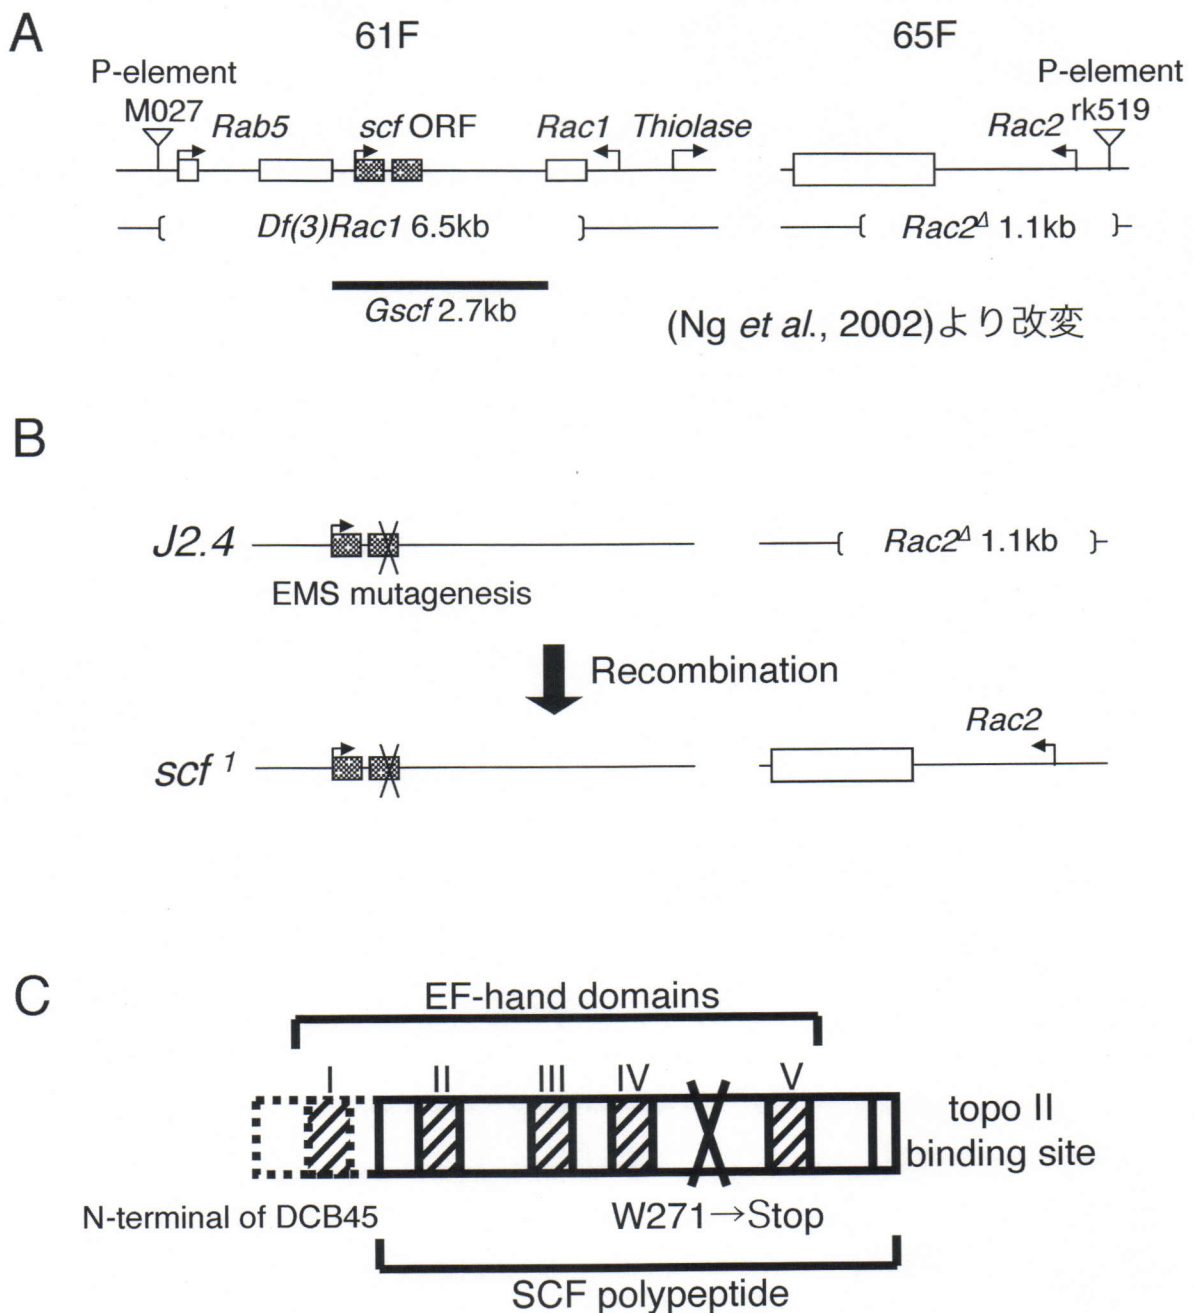 A
61F
65F
P-element
M027
Rab5
scf ORF
Rac1
Thiolase
P-element
rk519
Rac2
Df(3)Rac1 6.5kb
Rac2Δ 1.1kb
Gscf 2.7kb
(Ng et al., 2002)より改変
B
J2.4
Rac2Δ 1.1kb
EMS mutagenesis
Recombination
scf 1
Rac2
C
EF-hand domains
I
II
III
IV
V
topo II
binding site
N-terminal of DCB45
W271→Stop
SCF polypeptide